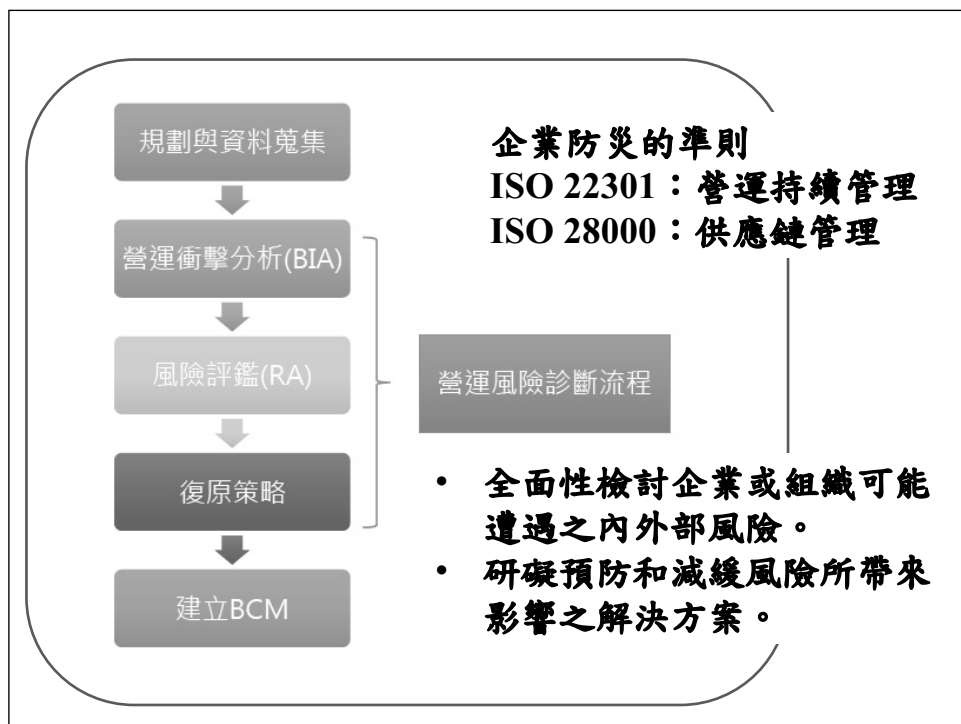 規劃與資料蒐集
營運衝擊分析(BIA)
風險評鑑(RA)
復原策略
建立BCM
營運風險診斷流程
企業防災的準則
ISO 22301：營運持續管理
ISO 28000：供應鏈管理
• 全面性檢討企業或組織可能
遭遇之內外部風險。
• 研礙預防和減緩風險所帶來
影響之解決方案。